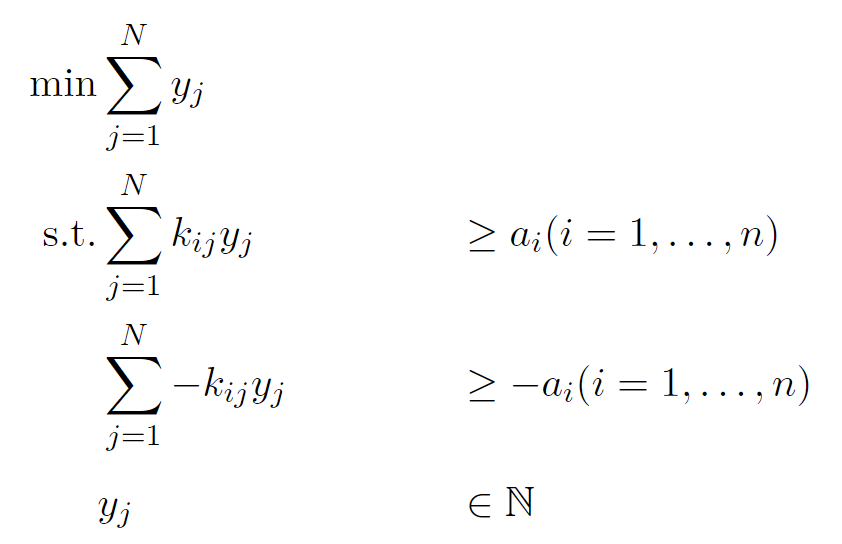 min ∑_{j=1}^{N} y_j
s.t. ∑_{j=1}^{N} k_{ij} y_j ≥ a_i (i = 1, . . . , n)
∑_{j=1}^{N} −k_{ij} y_j ≥ −a_i (i = 1, . . . , n)
y_j ∈ ℕ